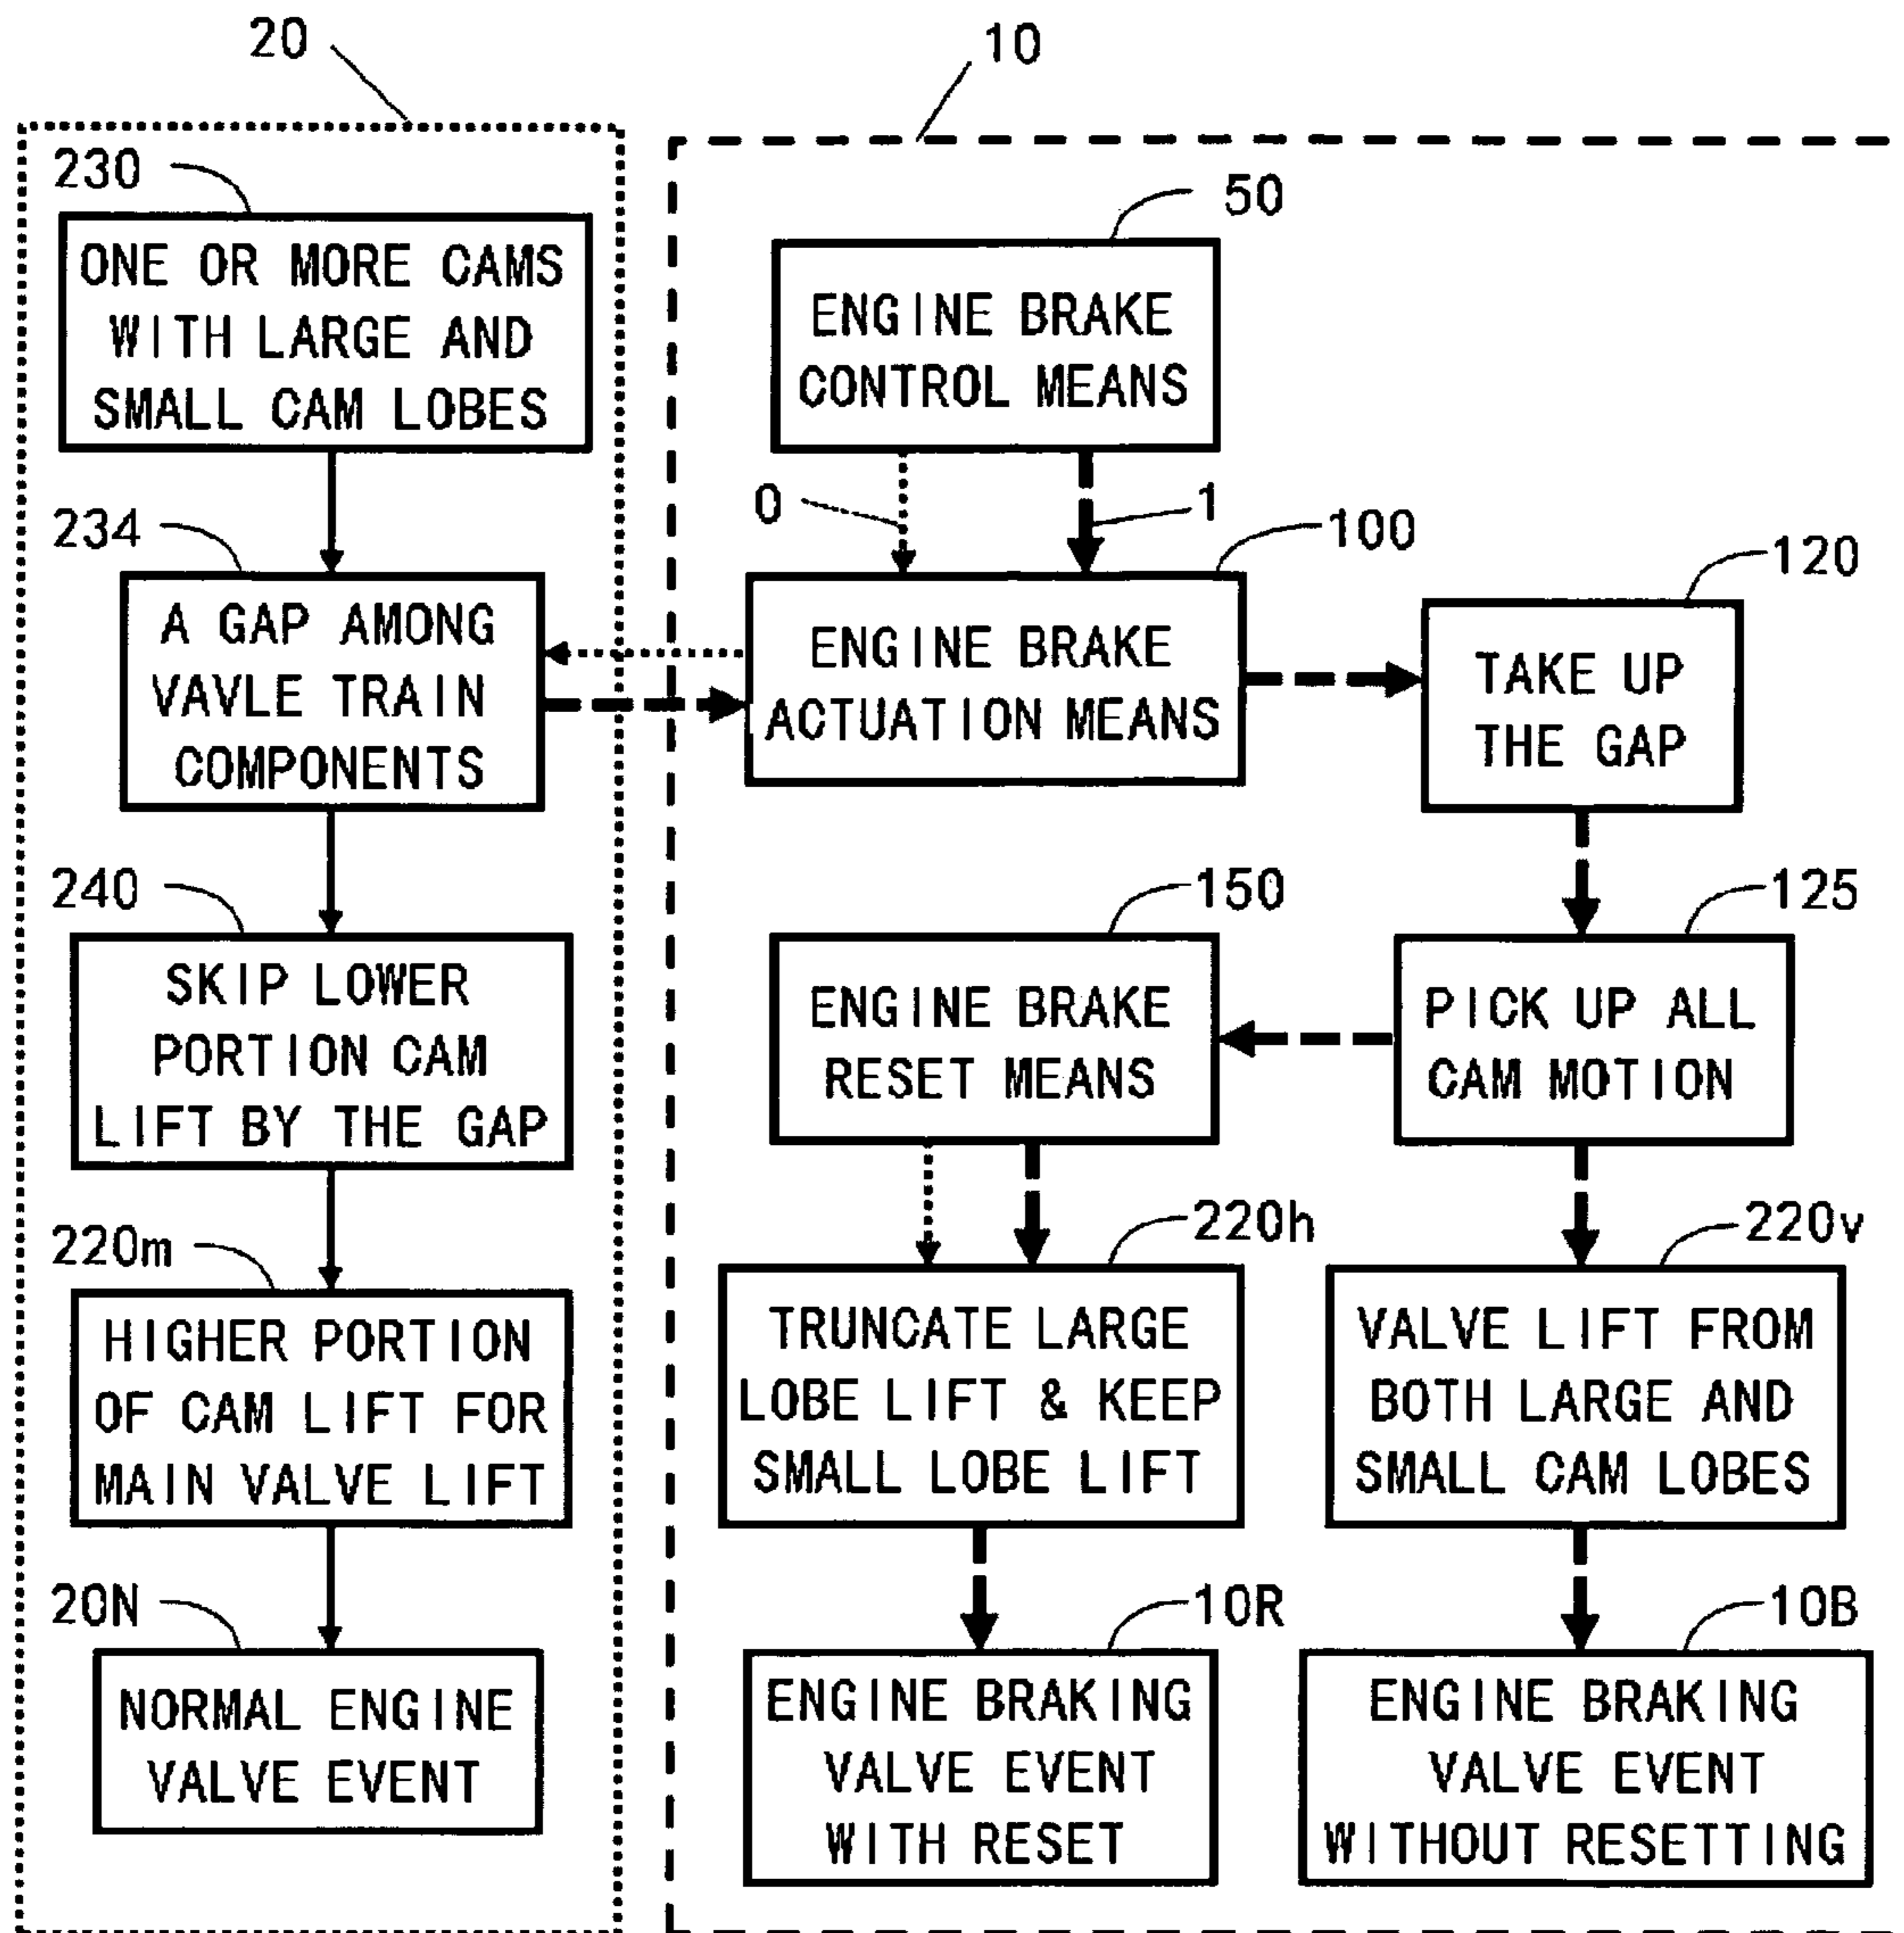 20
10
230
ONE OR MORE CAMS
WITH LARGE AND
SMALL CAM LOBES
50
ENGINE BRAKE
CONTROL MEANS
0
1
234
A GAP AMONG
VAVLE TRAIN
COMPONENTS
100
ENGINE BRAKE
ACTUATION MEANS
120
TAKE UP
THE GAP
240
SKIP LOWER
PORTION CAM
LIFT BY THE GAP
150
ENGINE BRAKE
RESET MEANS
125
PICK UP ALL
CAM MOTION
220m
HIGHER PORTION
OF CAM LIFT FOR
MAIN VALVE LIFT
220h
TRUNCATE LARGE
LOBE LIFT & KEEP
SMALL LOBE LIFT
220v
VALVE LIFT FROM
BOTH LARGE AND
SMALL CAM LOBES
20N
NORMAL ENGINE
VALVE EVENT
10R
ENGINE BRAKING
VALVE EVENT
WITH RESET
10B
ENGINE BRAKING
VALVE EVENT
WITHOUT RESETTING